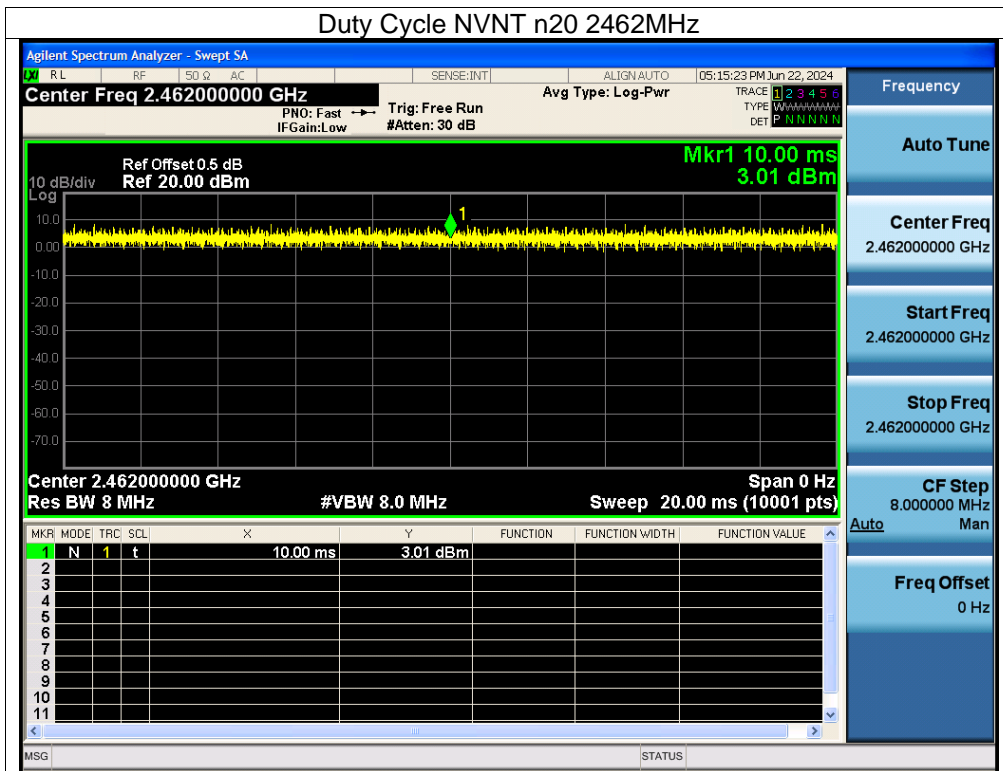 Duty Cycle NVNT n20 2462MHz
Agilent Spectrum Analyzer - Swept SA
LXI RL RF 50 Ω AC SENSE:INT ALIGN AUTO 05:15:23 PM Jun 22, 2024
Center Freq 2.462000000 GHz Avg Type: Log-Pwr TRACE 1 2 3 4 5 6
PNO: Fast Trig: Free Run TYPE
IFGain:Low #Atten: 30 dB DET P N N N N N
Frequency
Auto Tune
Center Freq
2.462000000 GHz
Start Freq
2.462000000 GHz
Stop Freq
2.462000000 GHz
CF Step
8.000000 MHz
Auto Man
Freq Offset
0 Hz
Mkr1 10.00 ms
3.01 dBm
Ref Offset 0.5 dB
10 dB/div Ref 20.00 dBm
Log
1
10.0
0.00
-10.0
-20.0
-30.0
-40.0
-50.0
-60.0
-70.0
Center 2.462000000 GHz Span 0 Hz
Res BW 8 MHz #VBW 8.0 MHz Sweep 20.00 ms (10001 pts)
MKR MODE TRC SCL X Y FUNCTION FUNCTION WIDTH FUNCTION VALUE
1 N 1 t 10.00 ms 3.01 dBm
2
3
4
5
6
7
8
9
10
11
MSG STATUS